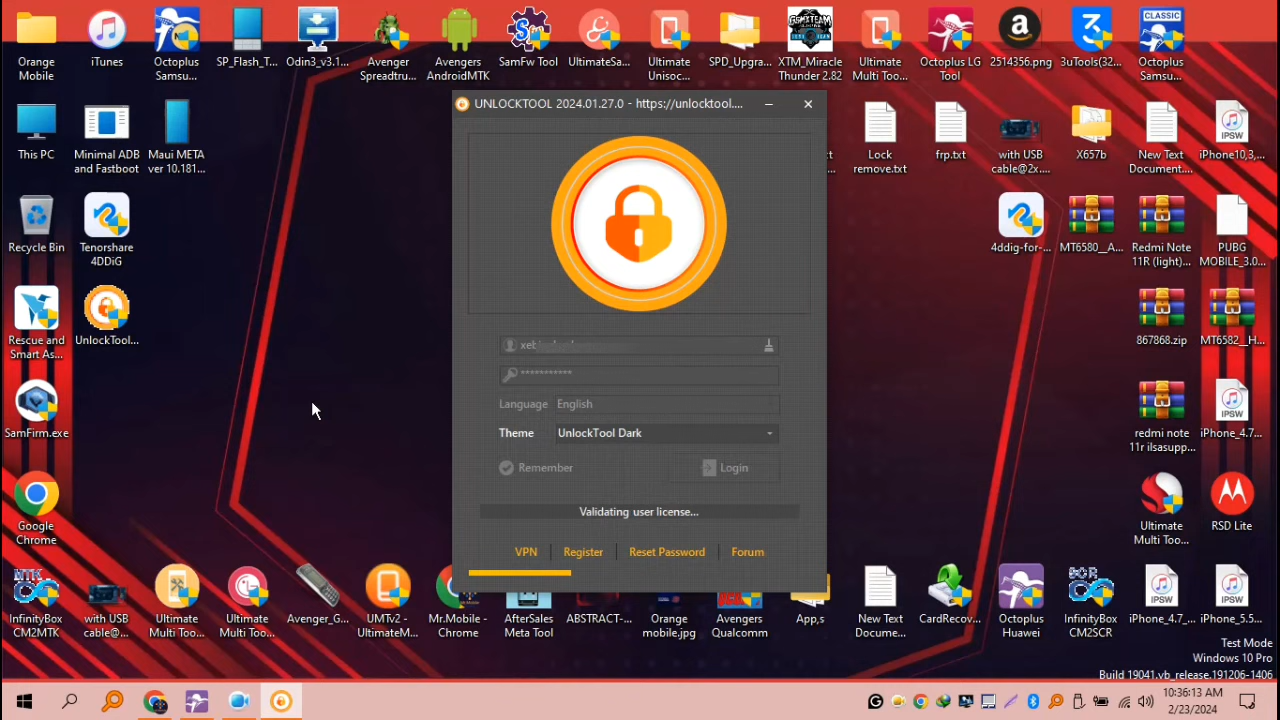 Orange
Mobile
iTunes
Octoplus
Samsu...
SP_Flash_T...
Odin3_v3.1...
Avenger
Spreadtru...
Avengers
AndroidMTK
SamFw Tool
UltimateSa...
Ultimate
Unisoc...
SPD_Upgra...
XTM_Miracle
Thunder 2.82
Ultimate
Multi Too...
Octoplus LG
Tool
2514356.png
3uTools(32...
CLASSIC
Octoplus
Samsu...
UNLOCKTOOL 2024.01.27.0 - https://unlocktool....
This PC
Minimal ADB
and Fastboot
Maui META
ver 10.181...
Lock
remove.txt
frp.txt
with USB
cable@2x....
X657b
New Text
Document....
IPSW
iPhone10,3,...
Recycle Bin
Tenorshare
4DDiG
4ddig-for-...
MT6580__A...
Redmi Note
11R (light)...
PUBG
MOBILE_3.0...
Rescue and
Smart As...
UnlockTool...
867868.zip
MT6582__H...
xeb
***********
Language English
Theme UnlockTool Dark
Remember
Login
Validating user license...
VPN Register Reset Password Forum
SamFirm.exe
redmi note
11r ilsasupp...
IPSW
iPhone_4.7...
Google
Chrome
Ultimate
Multi Too...
RSD Lite
InfinityBox
CM2MTK
with USB
cable@...
Ultimate
Multi Too...
Ultimate
Multi Too...
Avenger_G...
UMTv2 -
UltimateM...
Mr.Mobile -
Chrome
AfterSales
Meta Tool
ABSTRACT-...
Orange
mobile.jpg
Avengers
Qualcomm
App,s
New Text
Docume...
CardRecov...
Octoplus
Huawei
InfinityBox
CM2SCR
IPSW
iPhone_4.7_...
IPSW
iPhone_5.5...
Test Mode
Windows 10 Pro
Build 19041.vb_release.191206-1406
10:36:13 AM
2/23/2024